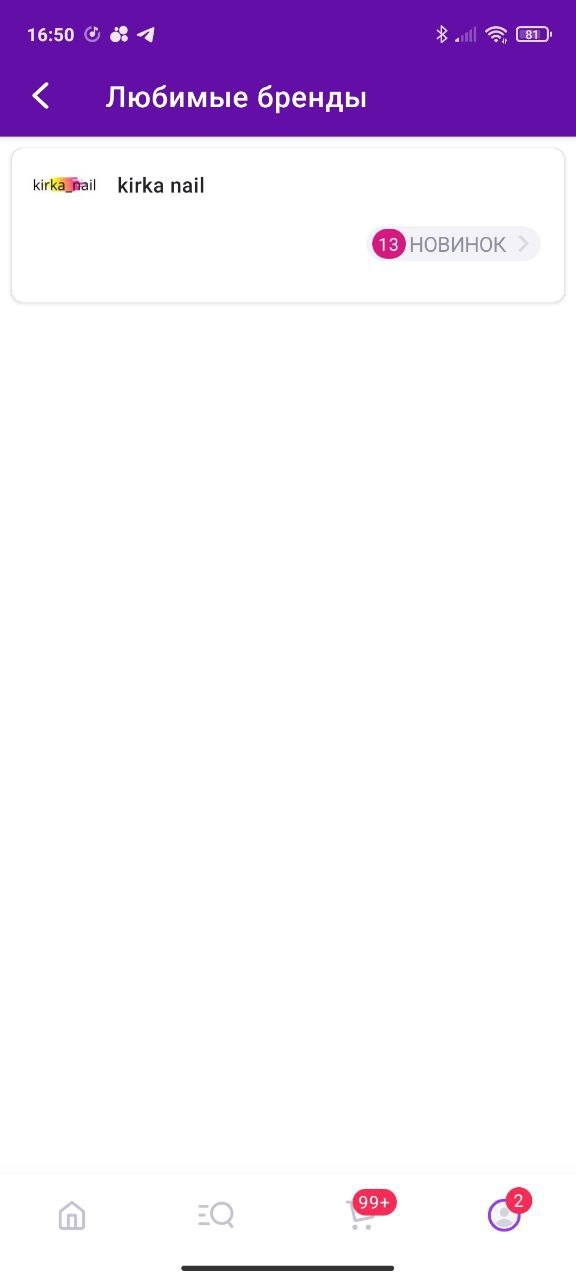 16:50
81
Любимые бренды
kirka_nail
kirka nail
13 НОВИНОК
99+
2